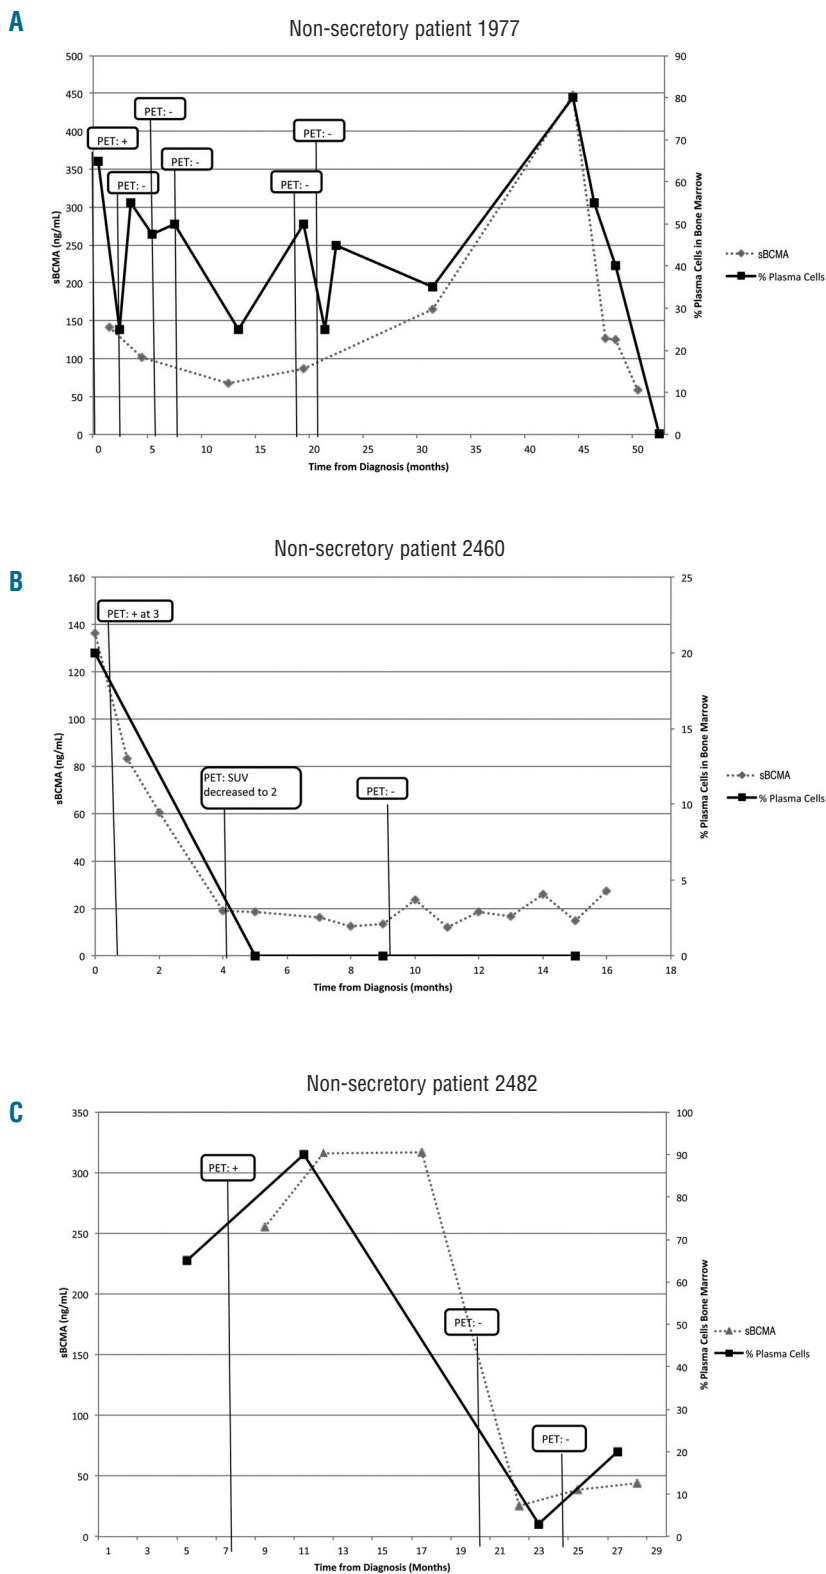 A
Non-secretory patient 1977
500
450
400
350
300
250
200
150
100
50
0
sBCMA (ng/mL)
PET: +
PET: -
PET: -
PET: -
PET: -
PET: -
90
80
70
60
50
40
30
20
10
0
% Plasma Cells in Bone Marrow
sBCMA
% Plasma Cells
0 5 10 15 20 25 30 35 40 45 50
Time from Diagnosis (months)
B
Non-secretory patient 2460
160
140
120
100
80
60
40
20
0
sBCMA (ng/mL)
PET: + at 3
PET: SUV
decreased to 2
PET: -
25
20
15
10
5
0
% Plasma Cells in Bone Marrow
sBCMA
% Plasma Cells
0 2 4 6 8 10 12 14 16 18
Time from Diagnosis (months)
C
Non-secretory patient 2482
350
300
250
200
150
100
50
0
sBCMA (ng/mL)
PET: +
PET: -
PET: -
100
90
80
70
60
50
40
30
20
10
0
% Plasma Cells Bone Marrow
sBCMA
% Plasma Cells
1 3 5 7 9 11 13 15 17 19 21 23 25 27 29
Time from Diagnosis (Months)